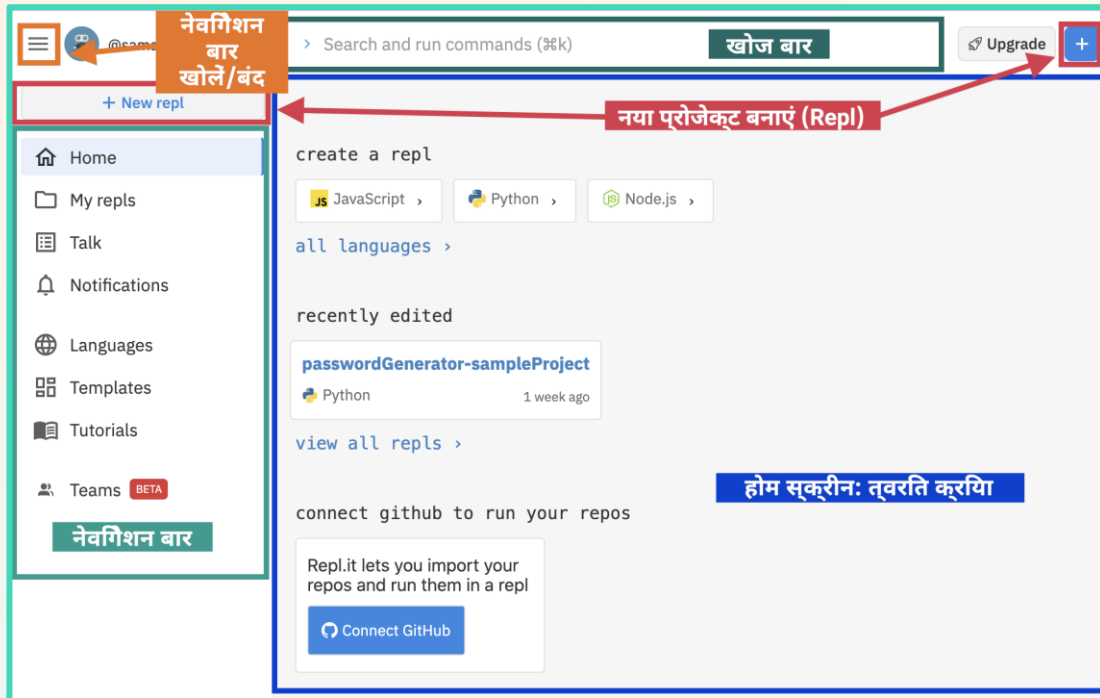 नेवगिेशन
बार
खोलें/बंद
> Search and run commands (⌘k)
खोज बार
Upgrade
+
+ New repl
नया प्रोजेक्ट बनाएं (Repl)
Home
My repls
Talk
Notifications
Languages
Templates
Tutorials
Teams BETA
नेवगिेशन बार
create a repl
JS JavaScript ›
Python ›
Node.js ›
all languages ›
recently edited
passwordGenerator-sampleProject
Python 1 week ago
view all repls ›
होम स्क्रीन: त्वरति क्रयिा
connect github to run your repos
Repl.it lets you import your
repos and run them in a repl
Connect GitHub